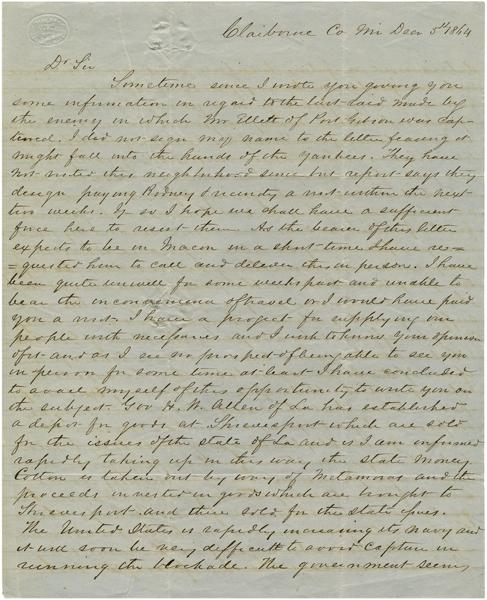 Claiborne Co Mi Decr 5th 1864
Dr Sir
Sometime since I wrote you giving you
some information in regard to the last raid made by
the enemy in which Mr of Port Gibson was cap-
tured. I did not sign my name to the letter fearing it
might fall into the hands of the Yankees. They have
not visited this neighborhood since but report says they
design paying Rodney & vicinity a visit within the next
two weeks. If so I hope we shall have a sufficient
force here to resist them. As the bearer of this letter
expects to be in Macon in a short time I have re=
=quested him to call and deliver this in person. I have
been quite unwell for some weeks past and unable to
bear the inconvenience of travel or I would have paid
you a visit. I have a project for supplying our
people with necessaries and I wish to know your opinion
of it and as I see no prospect of being able to see you
in person for some time at least I have concluded
to avail myself of this opportunity to write you on
the subject. Gov H. W. Allen of La has established
a depot for goods at Shrevesport which are sold
for the issues of the state of La and is I am informed
rapidly taking up in this way the state Money
Cotton is taken out by way of Metamoras and the
proceeds invested in goods which are brought to
Shrevesport and there sold for the state Issues.
The United States is rapidly increasing its Navy and
it will soon be very difficult to avoid Capture in
running the blockade. The government seems